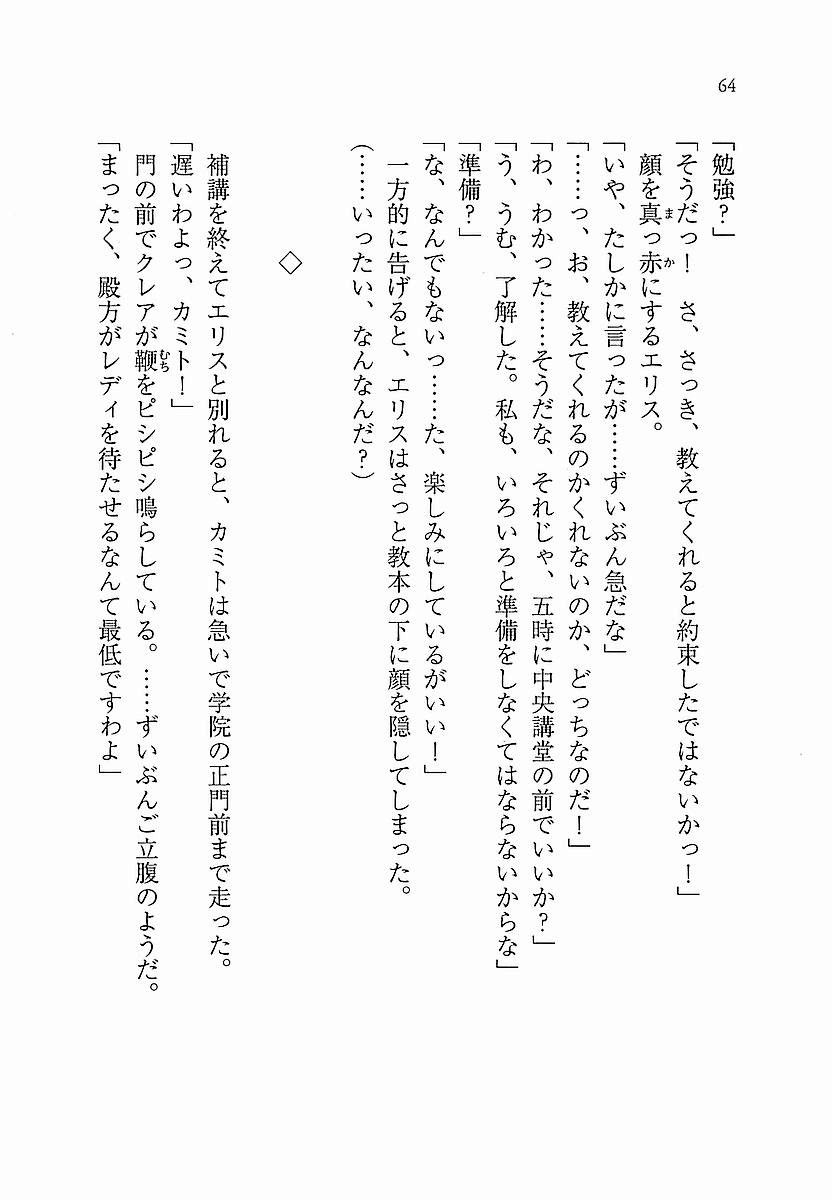 64
「勉強？」
「そうだっ！　さ、さっき、教えてくれると約束したではないかっ！」
　顔を真っ赤にするエリス。
「いや、たしかに言ったが……ずいぶん急だな」
「……っ、お、教えてくれるのかくれないのか、どっちなのだ！」
「わ、わかった……そうだな、それじゃ、五時に中央講堂の前でいいか？」
「う、うむ、了解した。私も、いろいろと準備をしなくてはならないからな」
「準備？」
「な、なんでもないっ……た、楽しみにしているがいい！」
　一方的に告げると、エリスはさっと教本の下に顔を隠してしまった。
（……いったい、なんなんだ？）
◇
　補講を終えてエリスと別れると、カミトは急いで学院の正門前まで走った。
「遅いわよっ、カミト！」
　門の前でクレアが鞭をピシピシ鳴らしている。……ずいぶんご立腹のようだ。
「まったく、殿方がレディを待たせるなんて最低ですわよ」